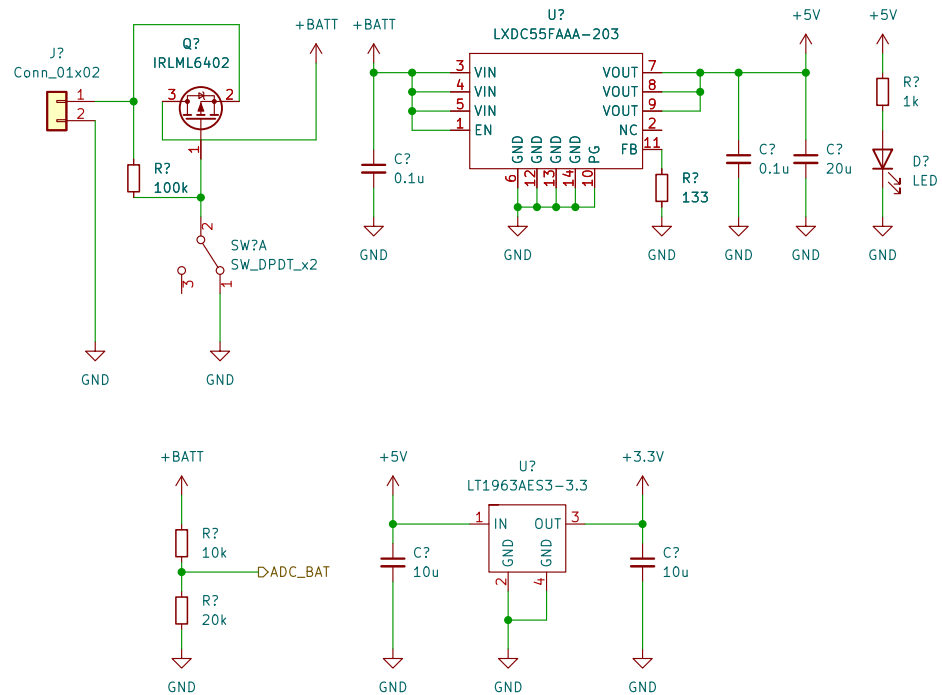 J?
Conn_01x02
1
2
Q?
IRLML6402
3
2
1
R?
100k
2
SW?A
SW_DPDT_x2
3
1
GND
GND
+BATT
+BATT
C?
0.1u
GND
U?
LXDC55FAAA-203
3 VIN
4 VIN
5 VIN
1 EN
VOUT 7
VOUT 8
VOUT 9
NC 2
FB 11
GND GND GND GND PG
6 12 13 14 10
GND
R?
133
GND
C?
0.1u
GND
+5V
C?
20u
GND
+5V
R?
1k
D?
LED
GND
+BATT
R?
10k
ADC_BAT
R?
20k
GND
+5V
C?
10u
GND
U?
LT1963AES3-3.3
1 IN
OUT 3
GND GND
2 4
GND
+3.3V
C?
10u
GND